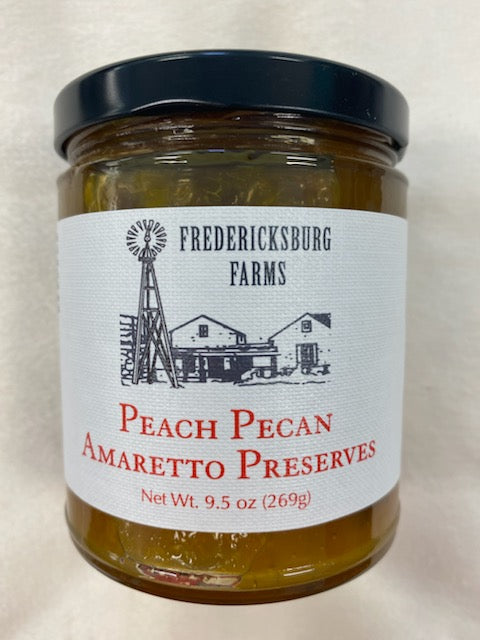 FREDERICKSBURG
FARMS
PEACH PECAN
AMARETTO PRESERVES
Net Wt. 9.5 oz (269g)